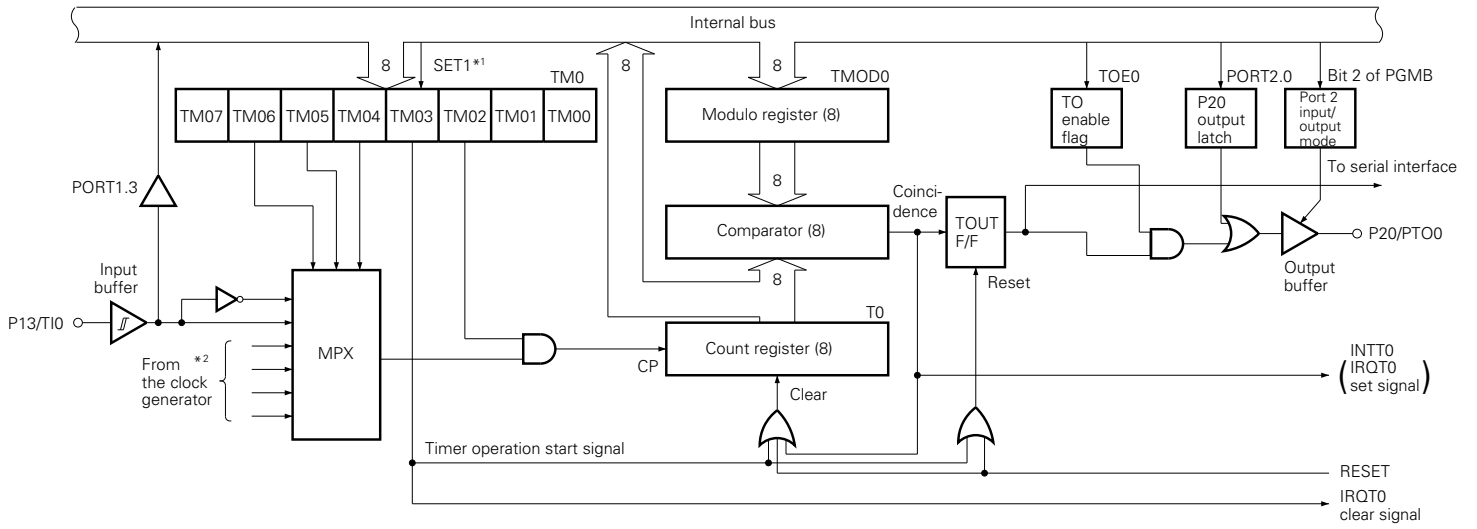 Internal bus
8
SET1*1
TM0
8
8
TMOD0
TOE0
PORT2.0
Bit 2 of PGMB
TM07
TM06
TM05
TM04
TM03
TM02
TM01
TM00
Modulo register (8)
TO
enable
flag
P20
output
latch
Port 2
input/
output
mode
To serial interface
PORT1.3
8
Coinci-
dence
Comparator (8)
TOUT
F/F
P20/PTO0
Output
buffer
Input
buffer
8
Reset
P13/TI0
T0
MPX
Count register (8)
CP
From *2
the clock
generator
Clear
INTT0
(IRQT0)
set signal
Timer operation start signal
RESET
IRQT0
clear signal